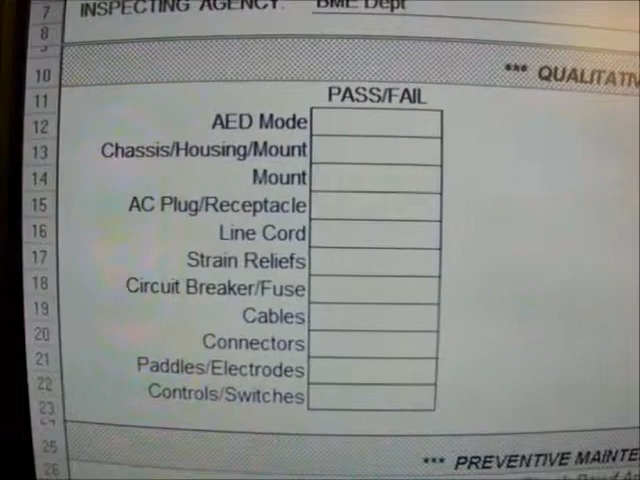 7 INSPECTING AGENCY: BME Dept
8
9
10 *** QUALITATIV
11 PASS/FAIL
12 AED Mode
13 Chassis/Housing/Mount
14 Mount
15 AC Plug/Receptacle
16 Line Cord
17 Strain Reliefs
18 Circuit Breaker/Fuse
19 Cables
20 Connectors
21 Paddles/Electrodes
22 Controls/Switches
23
25 *** PREVENTIVE MAINTE
26